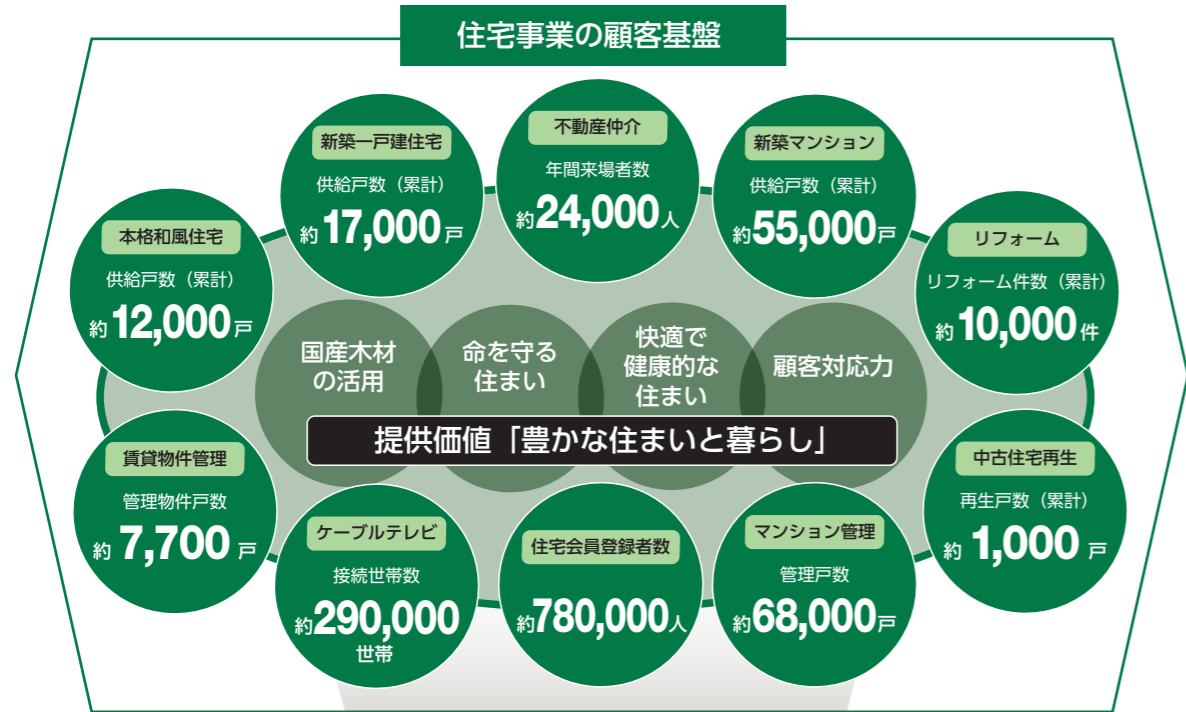 住宅事業の顧客基盤
本格和風住宅
供給戸数（累計）
約12,000戸
新築一戸建住宅
供給戸数（累計）
約17,000戸
不動産仲介
年間来場者数
約24,000人
新築マンション
供給戸数（累計）
約55,000戸
リフォーム
リフォーム件数（累計）
約10,000件
国産木材
の活用
命を守る
住まい
快適で
健康的な
住まい
顧客対応力
提供価値「豊かな住まいと暮らし」
賃貸物件管理
管理物件戸数
約7,700戸
ケーブルテレビ
接続世帯数
約290,000
世帯
住宅会員登録者数
約780,000人
マンション管理
管理戸数
約68,000戸
中古住宅再生
再生戸数（累計）
約1,000戸